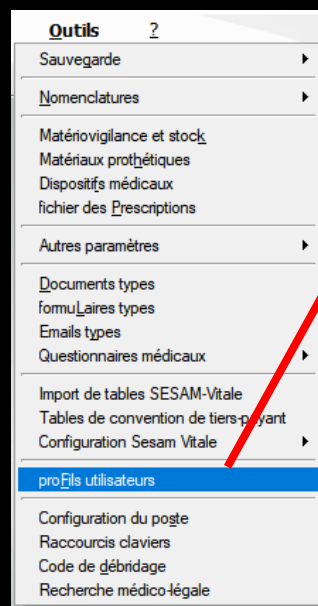 Outils ?
Sauvegarde
Nomenclatures
Matériovigilance et stock
Matériaux prothétiques
Dispositifs médicaux
fichier des Prescriptions
Autres paramètres
Documents types
formuLaires types
Emails types
Questionnaires médicaux
Import de tables SESAM-Vitale
Tables de convention de tiers-payant
Configuration Sesam Vitale
proFils utilisateurs
Configuration du poste
Raccourcis claviers
Code de débridage
Recherche médico-légale